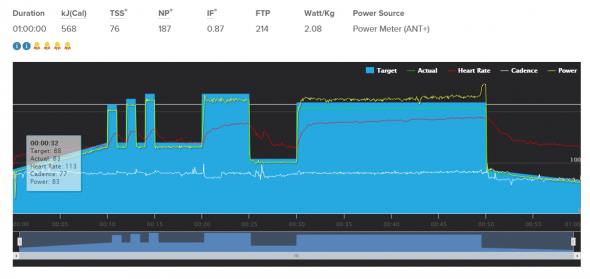 Duration kJ(Cal) TSS* NP* IF* FTP Watt/Kg Power Source
01:00:00 568 76 187 0.87 214 2.08 Power Meter (ANT+)
Target Actual Heart Rate Cadence Power
00:00:32
Target: 88
Actual: 83
Heart Rate: 113
Cadence: 77
Power: 83
100
00:00 00:05 00:10 00:15 00:20 00:25 00:30 00:35 00:40 00:45 00:50 00:55 01:00